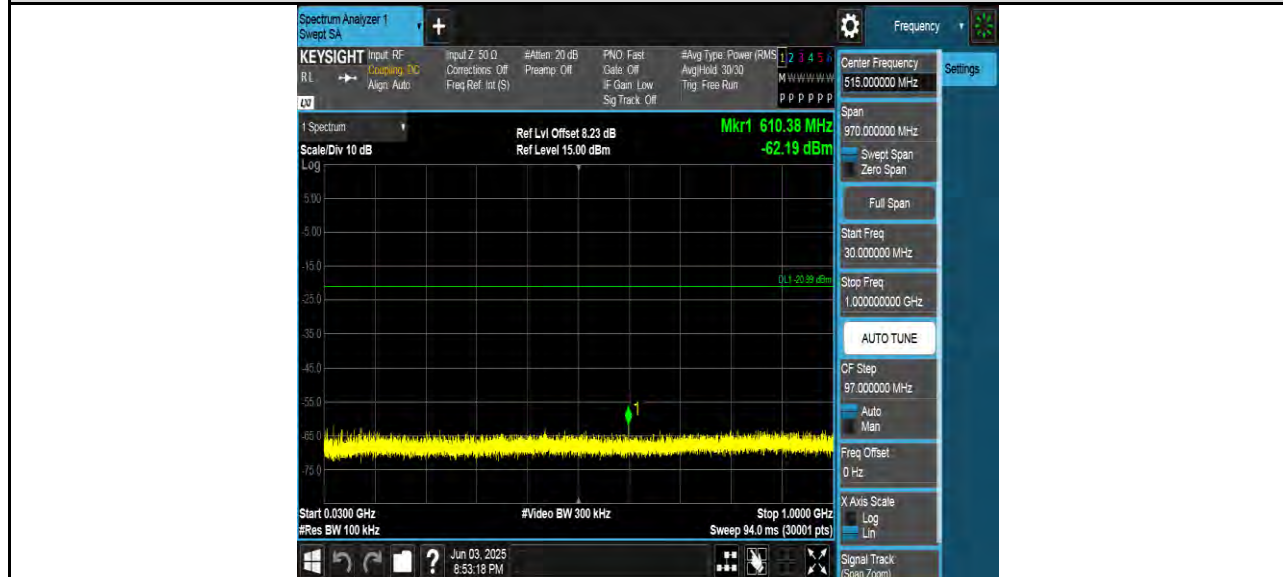 Spectrum Analyzer 1
Swept SA
+
Frequency
KEYSIGHT
RL
LXI
Input: RF
Coupling: DC
Align: Auto
Input Z: 50 Ω
Corrections: Off
Freq Ref: Int (S)
#Atten: 20 dB
Preamp: Off
PNO: Fast
Gate: Off
IF Gain: Low
Sig Track: Off
#Avg Type: Power (RMS
Avg|Hold: 30/30
Trig: Free Run
1 2 3 4 5 6
M W W W W W
P P P P P P
1 Spectrum
Scale/Div 10 dB
Ref Lvl Offset 8.23 dB
Ref Level 15.00 dBm
Mkr1 610.38 MHz
-62.19 dBm
Log
5.00
-5.00
-15.0
DL1 -20.99 dBm
-25.0
-35.0
-45.0
-55.0
1
-65.0
-75.0
Start 0.0300 GHz
#Video BW 300 kHz
Stop 1.0000 GHz
#Res BW 100 kHz
Sweep 94.0 ms (30001 pts)
?
Jun 03, 2025
8:53:18 PM
Center Frequency
515.000000 MHz
Settings
Span
970.000000 MHz
Swept Span
Zero Span
Full Span
Start Freq
30.000000 MHz
Stop Freq
1.000000000 GHz
AUTO TUNE
CF Step
97.000000 MHz
Auto
Man
Freq Offset
0 Hz
X Axis Scale
Log
Lin
Signal Track
(Span Zoom)